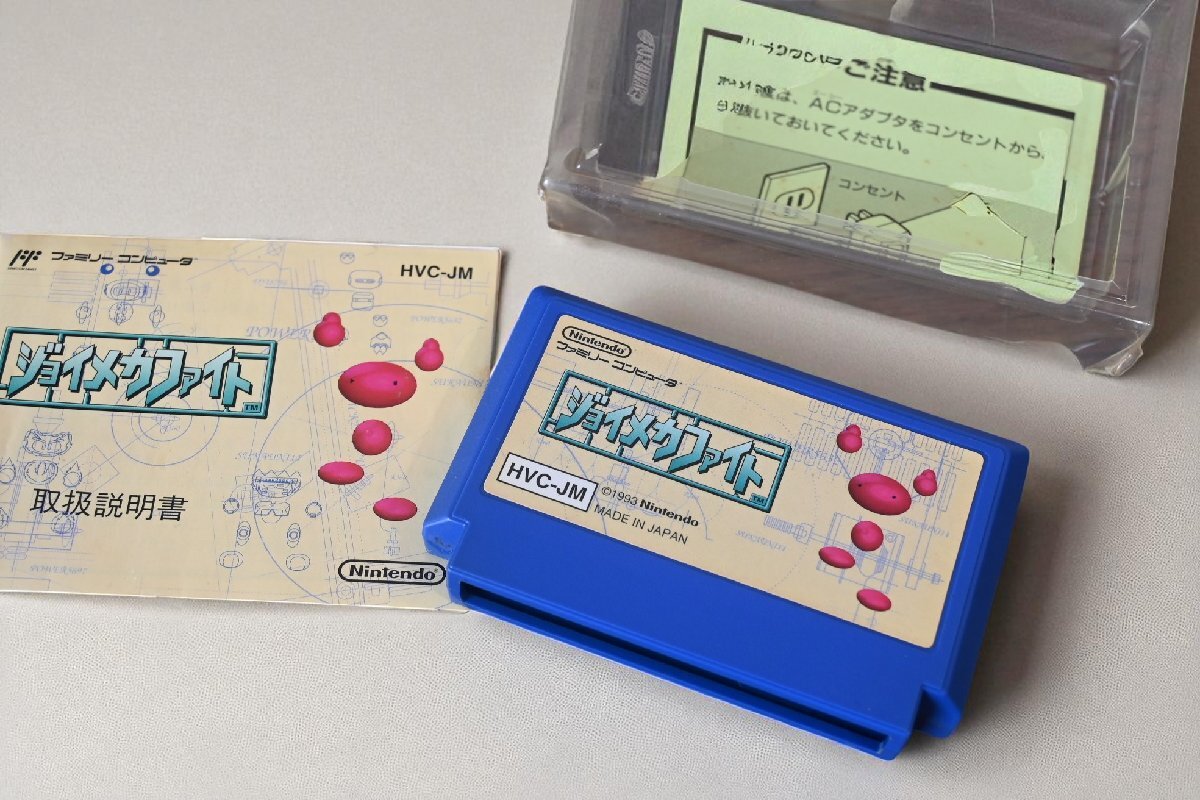 ファミリー コンピュータ
HVC-JM
POWER
ジョイメカファイト
TM
取扱説明書
Nintendo
Nintendo
ファミリー コンピュータ
ジョイメカファイト
TM
HVC-JM
©1993 Nintendo
MADE IN JAPAN
ご注意
は、ACアダプタをコンセントから
抜いておいてください。
コンセント